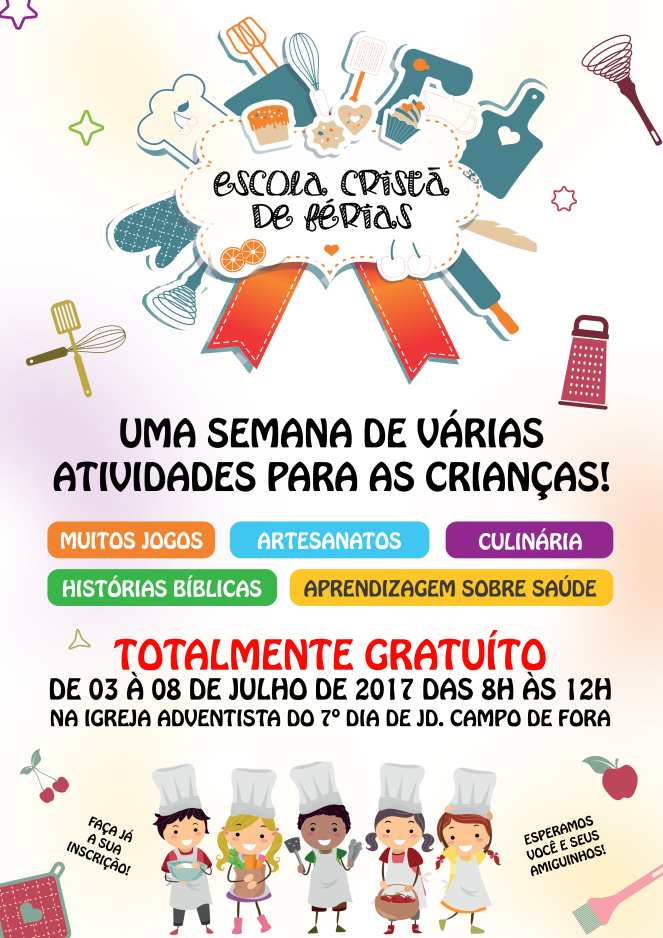 ESCOLA CRISTÃ
DE FÉRIAS
UMA SEMANA DE VÁRIAS
ATIVIDADES PARA AS CRIANÇAS!
MUITOS JOGOS
ARTESANATOS
CULINÁRIA
HISTÓRIAS BÍBLICAS
APRENDIZAGEM SOBRE SAÚDE
TOTALMENTE GRATUÍTO
DE 03 À 08 DE JULHO DE 2017 DAS 8H ÀS 12H
NA IGREJA ADVENTISTA DO 7º DIA DE JD. CAMPO DE FORA
FAÇA JÁ
A SUA
INSCRIÇÃO!
ESPERAMOS
VOCÊ E SEUS
AMIGUINHOS!